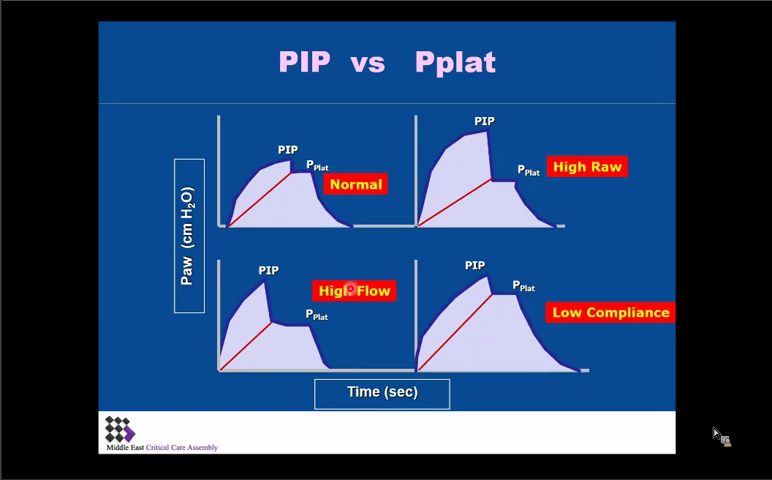 PIP vs Pplat
Paw (cm H₂O)
PIP
PPlat
Normal
PIP
PPlat
High Raw
PIP
PPlat
High Flow
PIP
PPlat
Low Compliance
Time (sec)
Middle East Critical Care Assembly